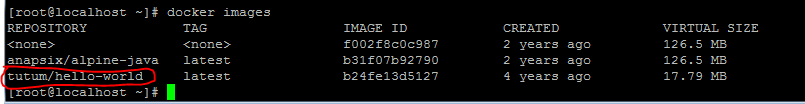 [root@localhost ~]# docker images
REPOSITORY TAG IMAGE ID CREATED VIRTUAL SIZE
<none> <none> f002f8c0c987 2 years ago 126.5 MB
anapsix/alpine-java latest b31f07b92790 2 years ago 126.5 MB
tutum/hello-world latest b24fe13d5127 4 years ago 17.79 MB
[root@localhost ~]#